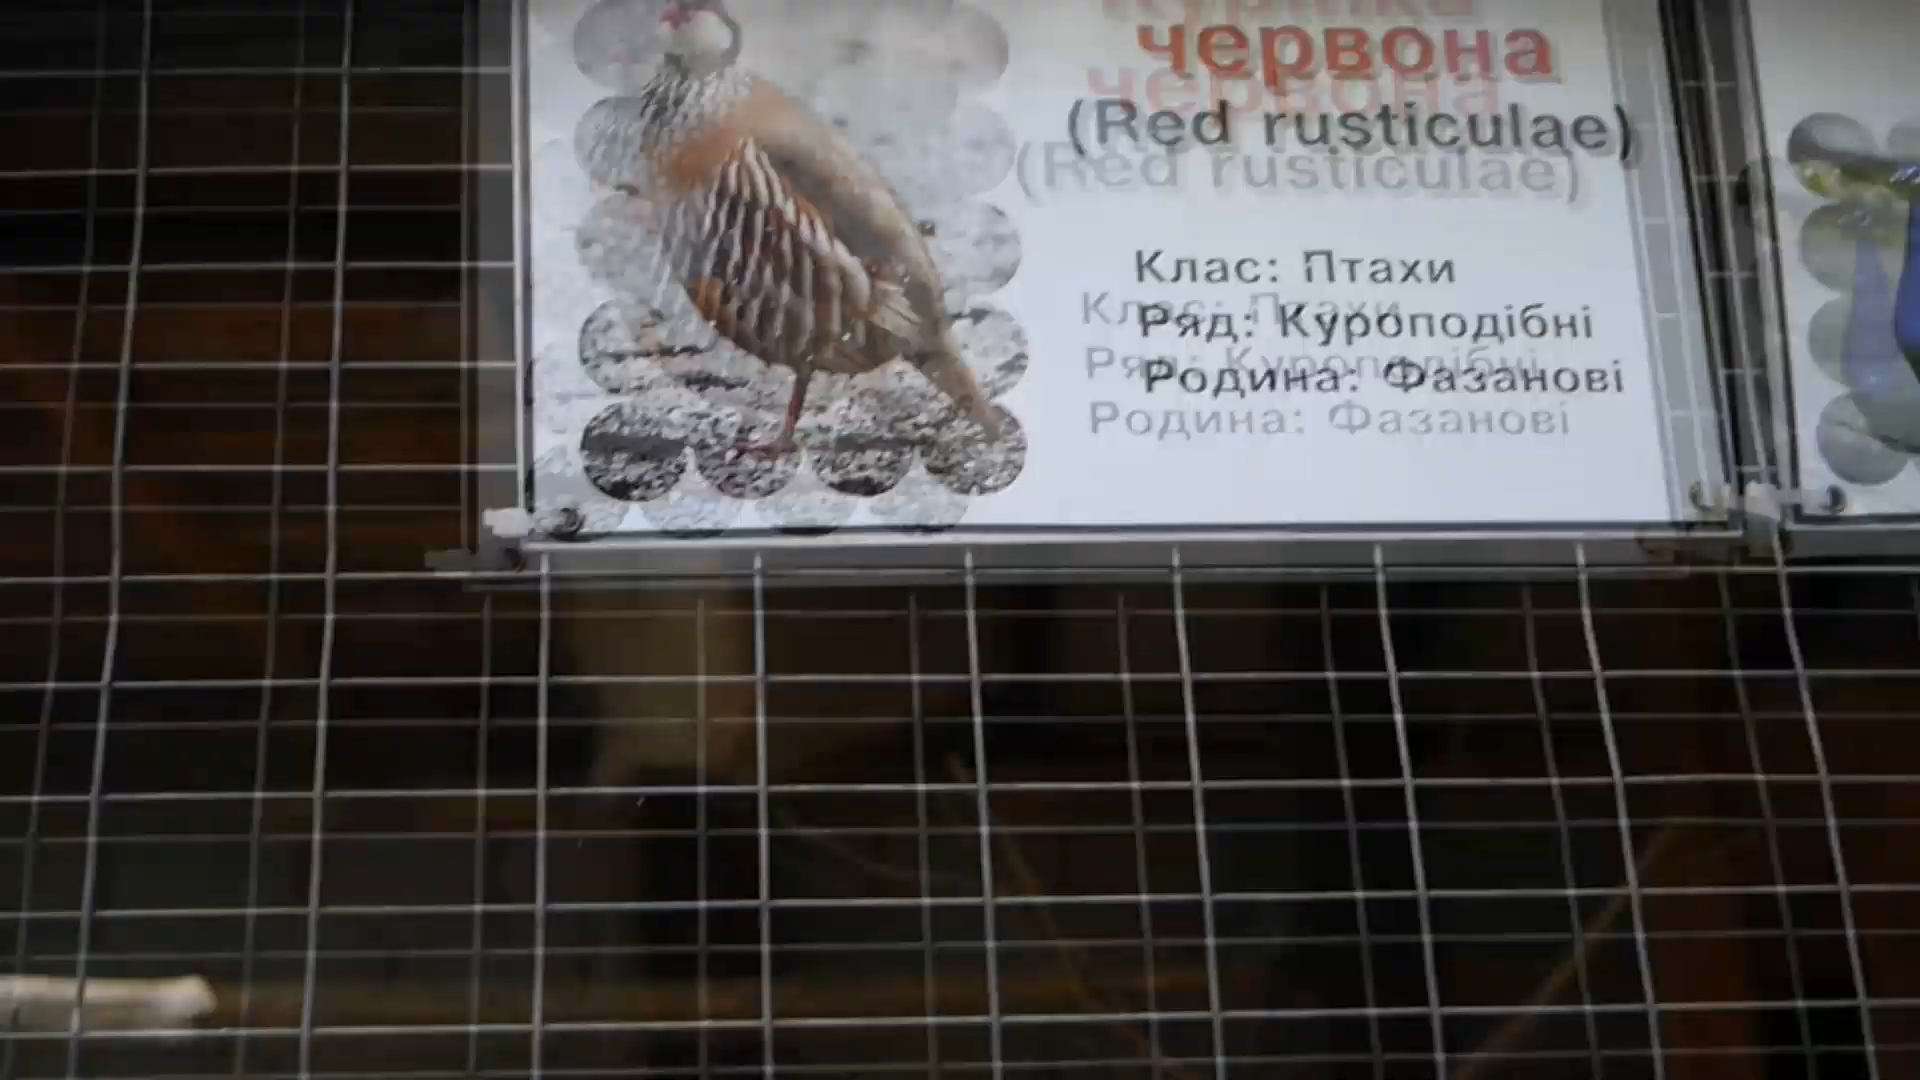 червона
(Red rusticulae)
Клас: Птахи
Ряд: Куроподібні
Родина: Фазанові